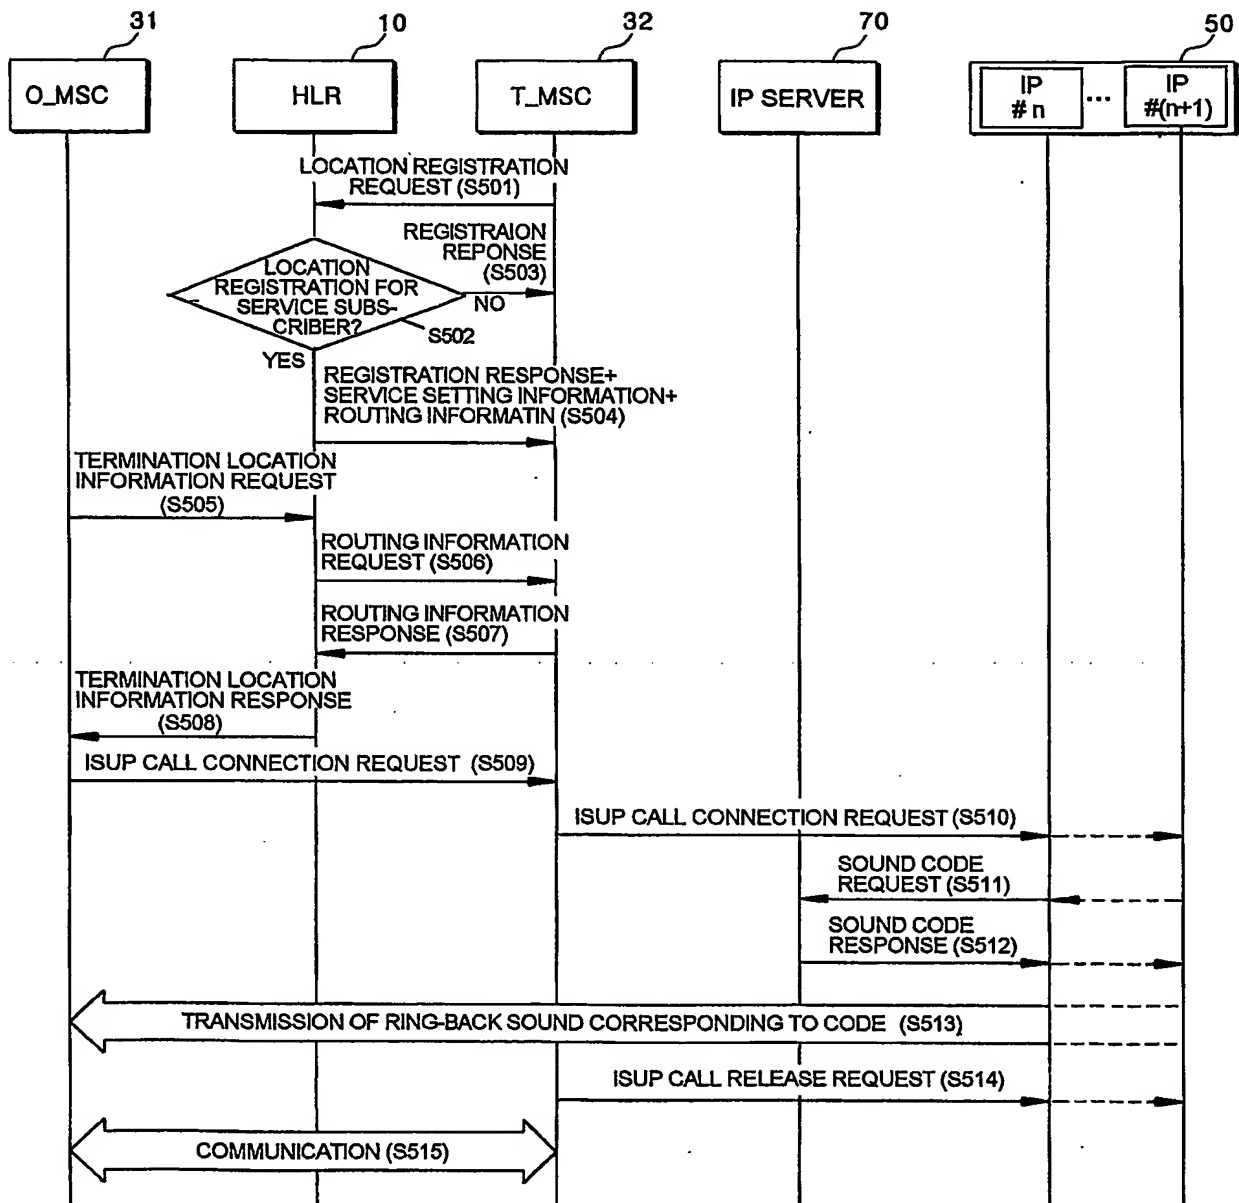 31
10
32
70
50
O_MSC
HLR
T_MSC
IP SERVER
IP
# n
...
IP
#(n+1)
LOCATION REGISTRATION
REQUEST (S501)
REGISTRAION
REPONSE
(S503)
LOCATION
REGISTRATION FOR
SERVICE SUBS-
CRIBER?
NO
S502
YES
REGISTRATION RESPONSE+
SERVICE SETTING INFORMATION+
ROUTING INFORMATIN (S504)
TERMINATION LOCATION
INFORMATION REQUEST
(S505)
ROUTING INFORMATION
REQUEST (S506)
ROUTING INFORMATION
RESPONSE (S507)
TERMINATION LOCATION
INFORMATION RESPONSE
(S508)
ISUP CALL CONNECTION REQUEST (S509)
ISUP CALL CONNECTION REQUEST (S510)
SOUND CODE
REQUEST (S511)
SOUND CODE
RESPONSE (S512)
TRANSMISSION OF RING-BACK SOUND CORRESPONDING TO CODE (S513)
ISUP CALL RELEASE REQUEST (S514)
COMMUNICATION (S515)